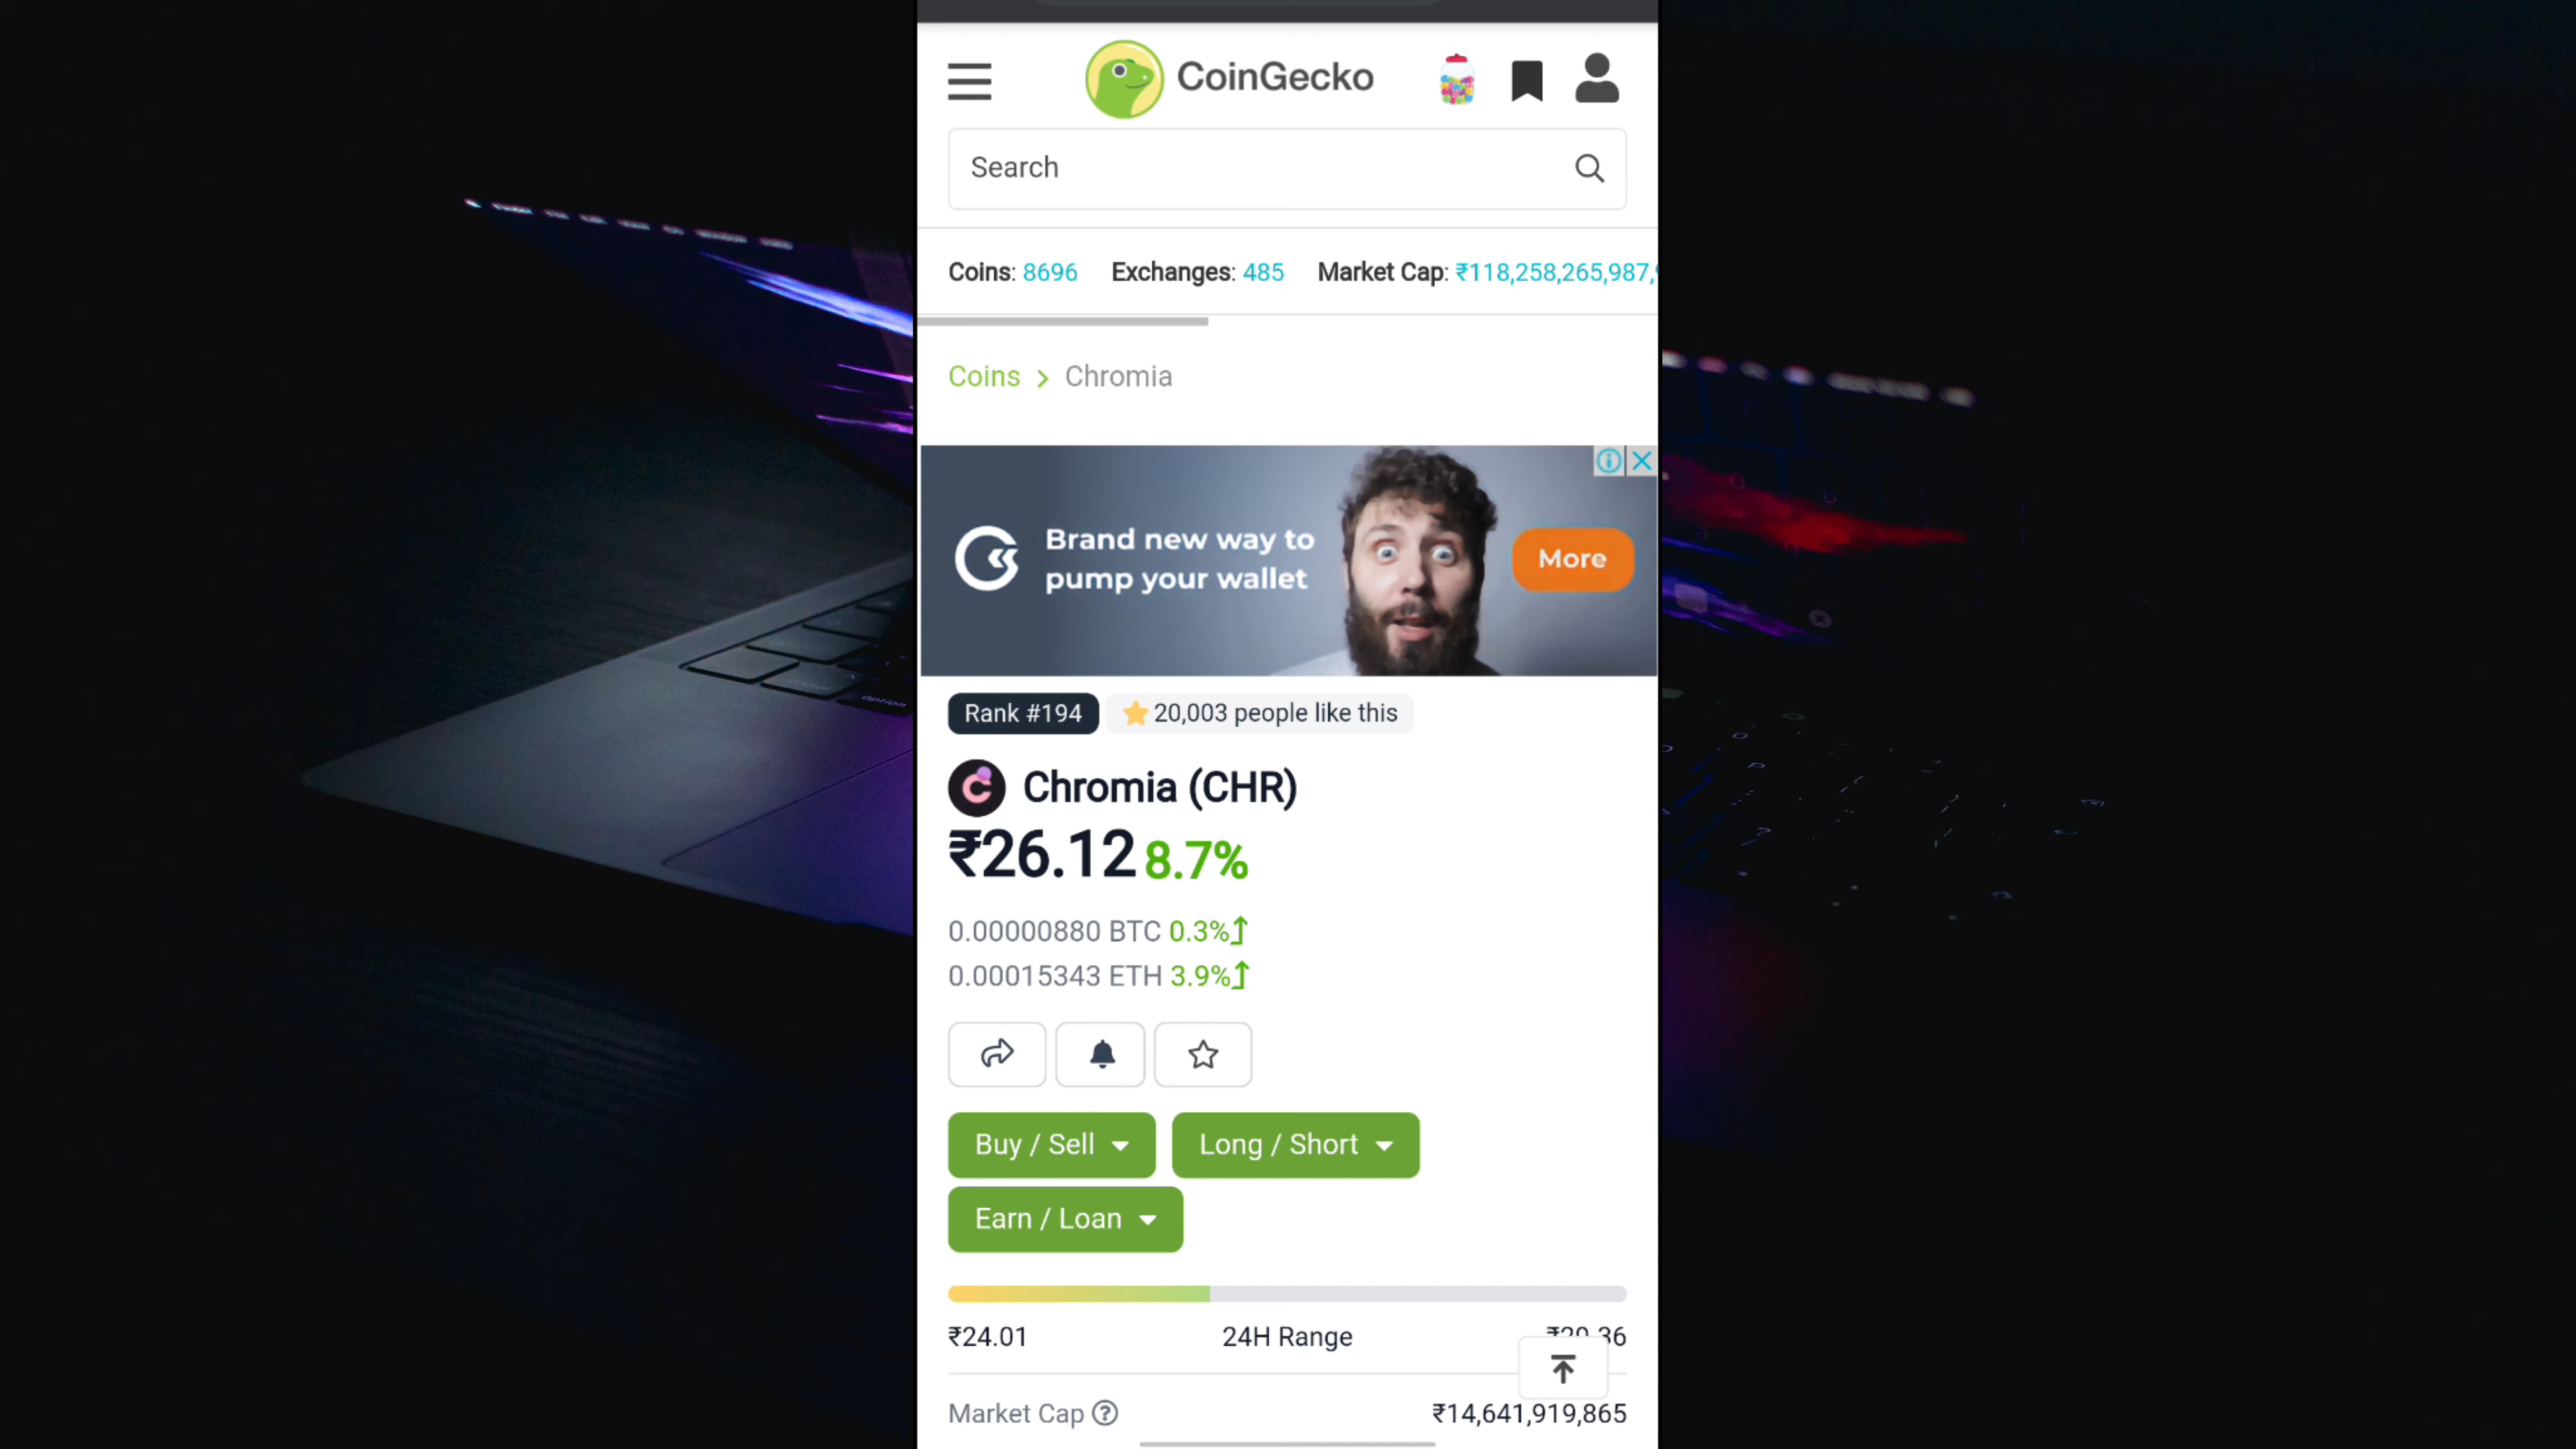 CoinGecko
Search
Coins: 8696 Exchanges: 485 Market Cap: ₹118,258,265,987,
Coins > Chromia
Brand new way to
pump your wallet
More
Rank #194
20,003 people like this
Chromia (CHR)
₹26.12 8.7%
0.00000880 BTC 0.3%
0.00015343 ETH 3.9%
Buy / Sell
Long / Short
Earn / Loan
₹24.01 24H Range
Market Cap ? ₹14,641,919,865
option